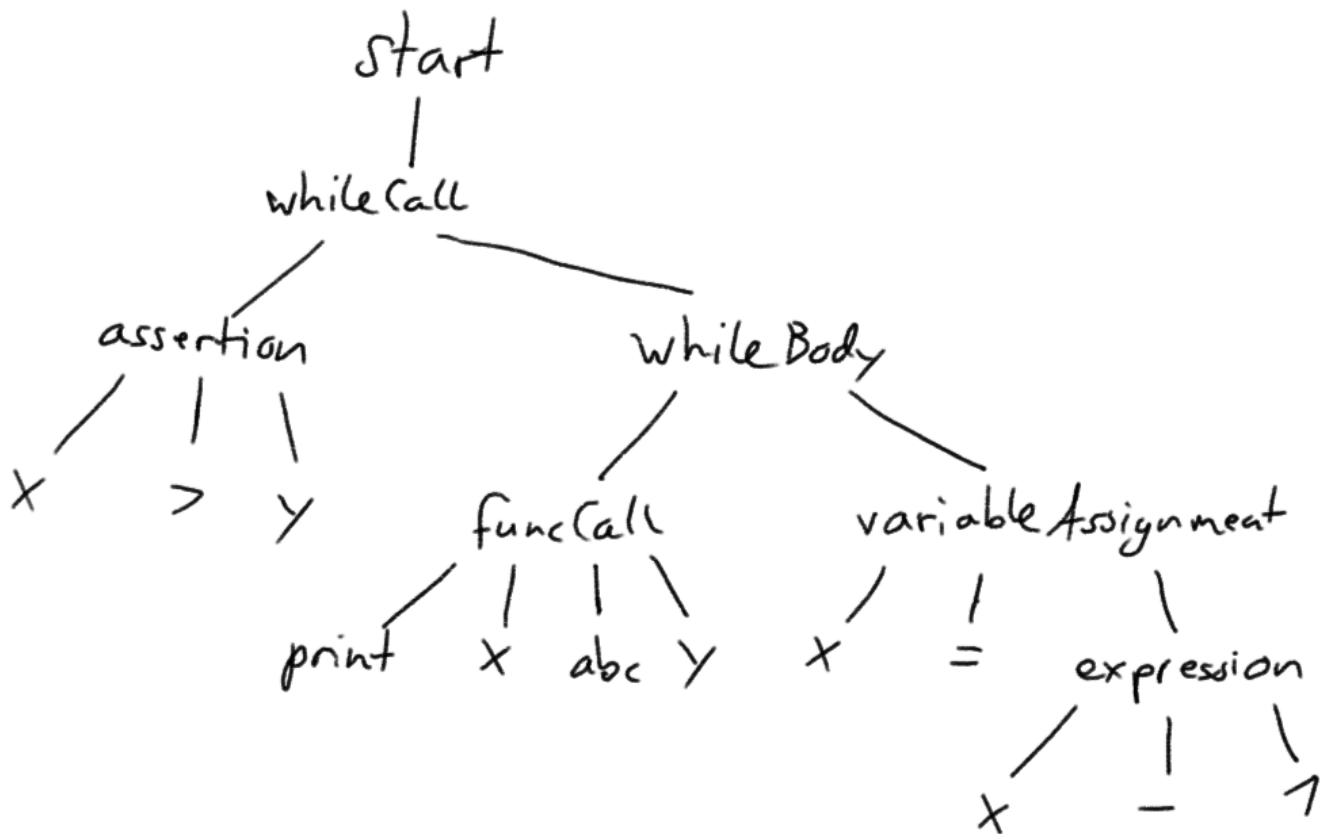 start
whileCall
assertion whileBody
x > y funcCall variableAssignment
print x abc y x = expression
x - 1